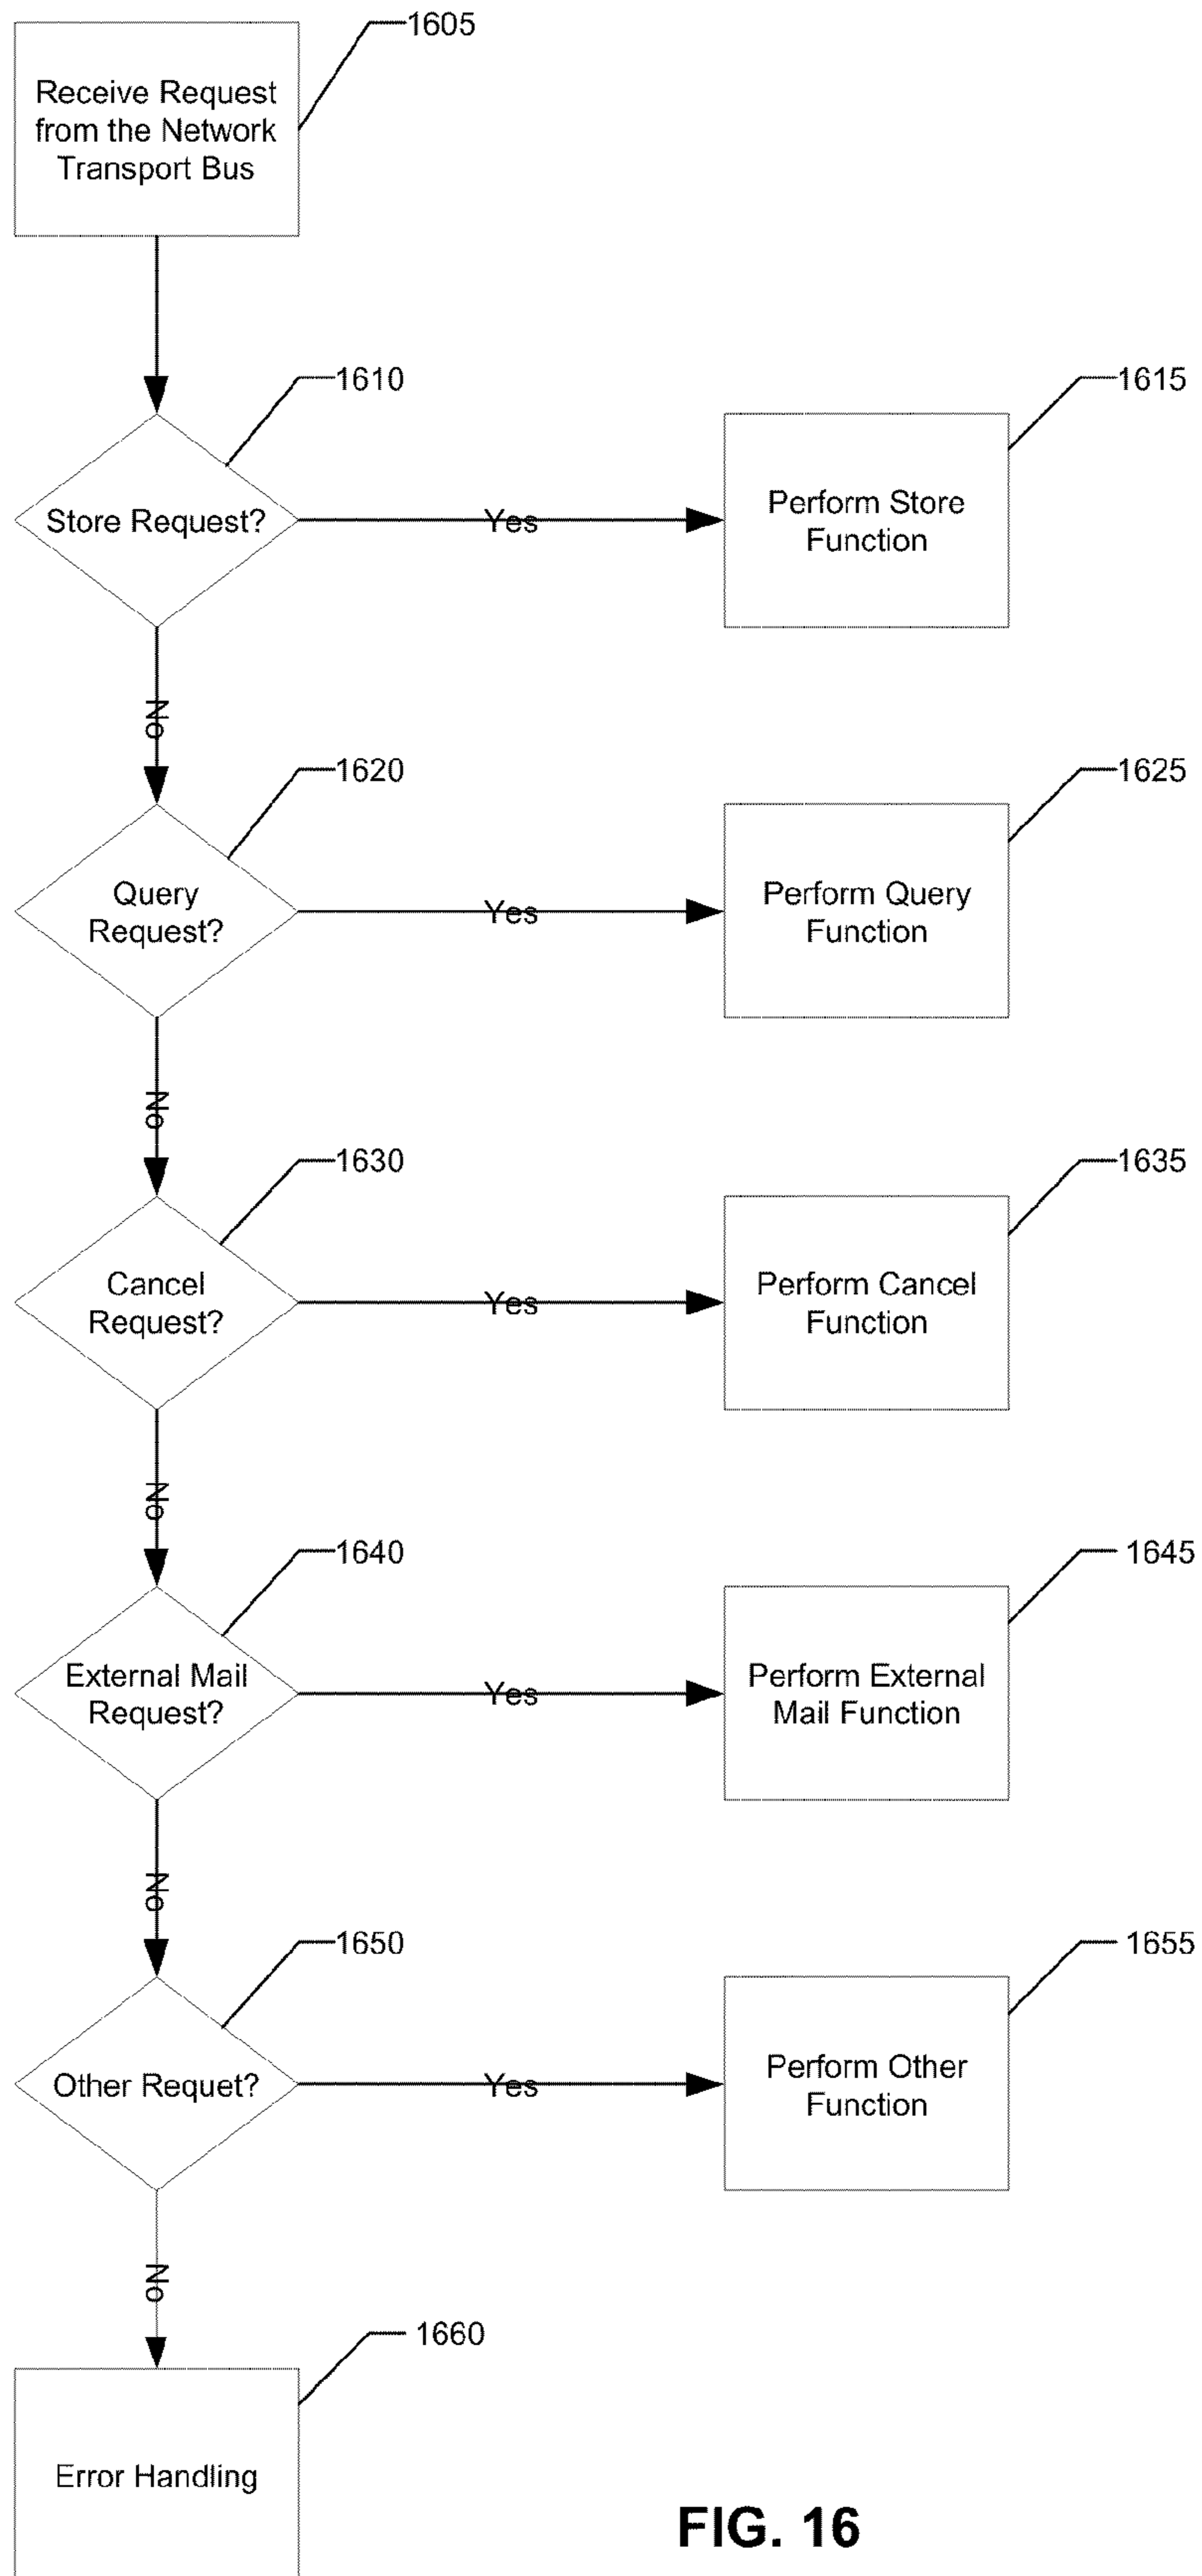 1605
Receive Request
from the Network
Transport Bus
1610
1615
Store Request?
Yes
Perform Store
Function
No
1620
1625
Query
Request?
Yes
Perform Query
Function
No
1630
1635
Cancel
Request?
Yes
Perform Cancel
Function
No
1640
1645
External Mail
Request?
Yes
Perform External
Mail Function
No
1650
1655
Other Requet?
Yes
Perform Other
Function
No
1660
Error Handling
FIG. 16